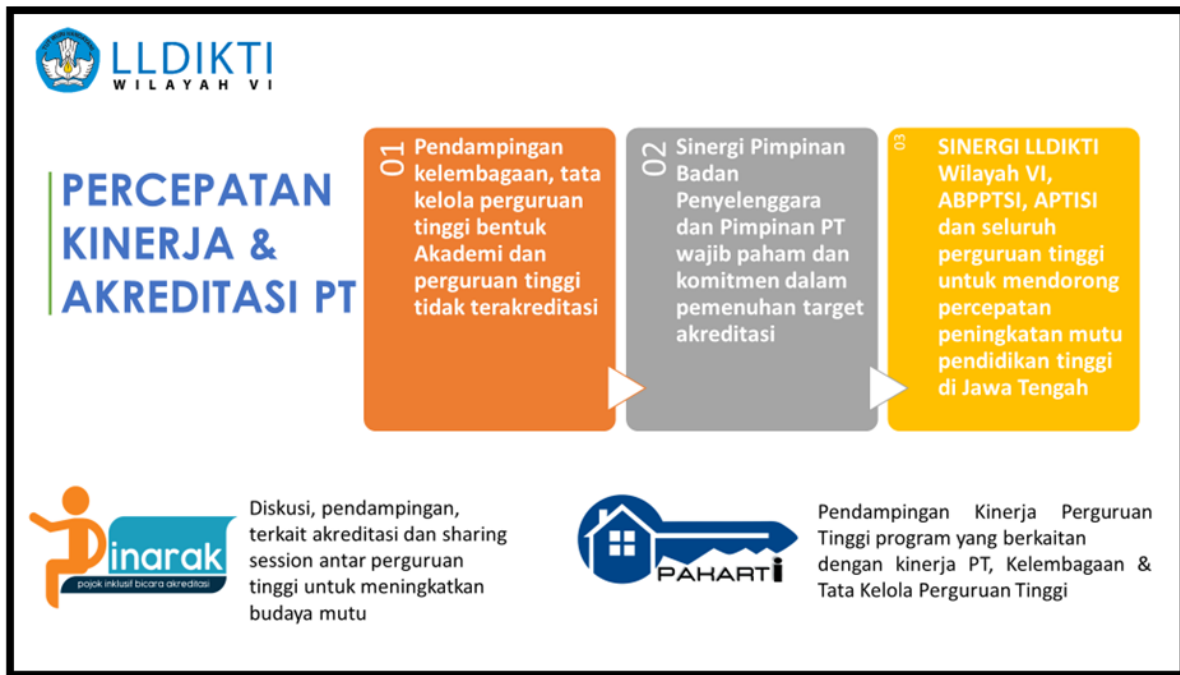 LLDIKTI
WILAYAH VI
PERCEPATAN
KINERJA &
AKREDITASI PT
01
Pendampingan
kelembagaan, tata
kelola perguruan
tinggi bentuk
Akademi dan
perguruan tinggi
tidak terakreditasi
02
Sinergi Pimpinan
Badan
Penyelenggara
dan Pimpinan PT
wajib paham dan
komitmen dalam
pemenuhan target
akreditasi
03
SINERGI LLDIKTI
Wilayah VI,
ABPPTSI, APTISI
dan seluruh
perguruan tinggi
untuk mendorong
percepatan
peningkatan mutu
pendidikan tinggi
di Jawa Tengah
Pinarak
pojok inklusif bicara akreditasi
Diskusi, pendampingan,
terkait akreditasi dan sharing
session antar perguruan
tinggi untuk meningkatkan
budaya mutu
PAHARTi
Pendampingan Kinerja Perguruan
Tinggi program yang berkaitan
dengan kinerja PT, Kelembagaan &
Tata Kelola Perguruan Tinggi